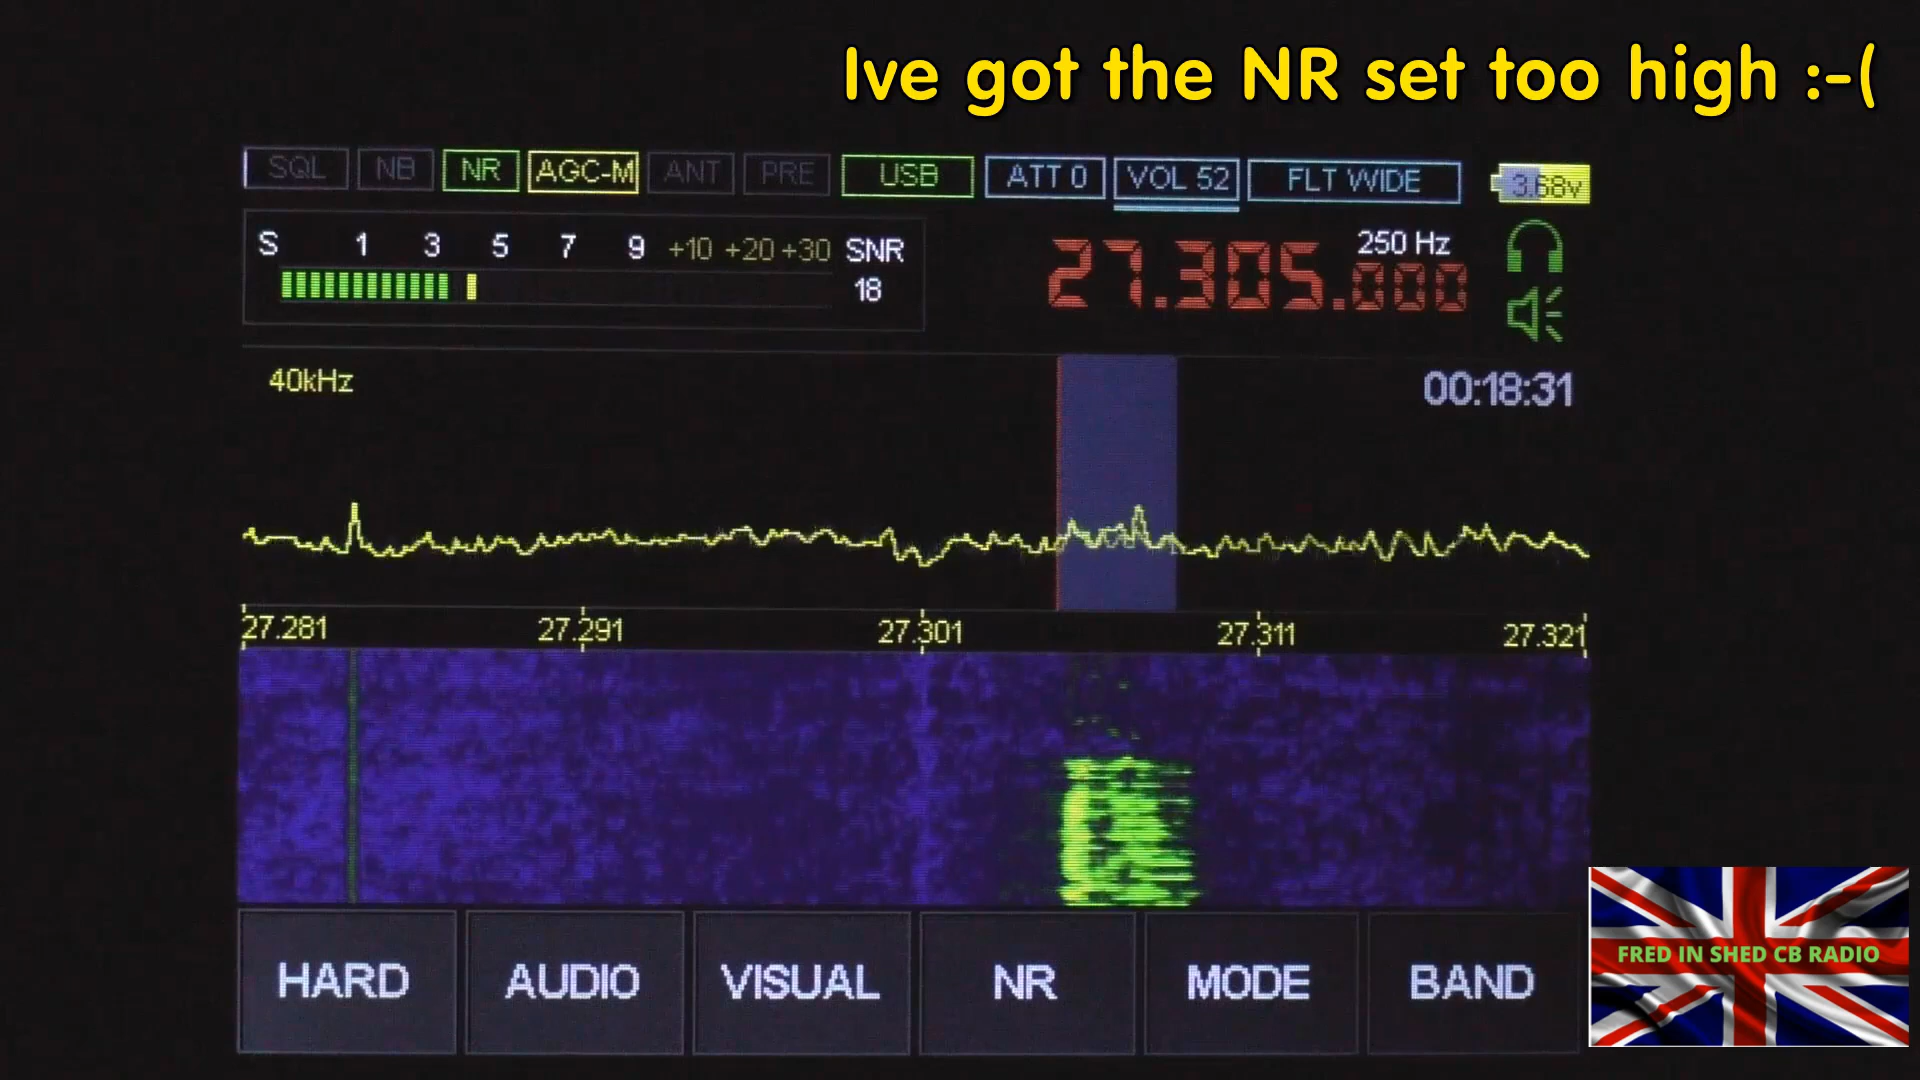 Ive got the NR set too high :-(
SQL NB NR AGC-M ANT PRE USB ATT 0 VOL 52 FLT WIDE 3.68v
S 1 3 5 7 9 +10 +20 +30 SNR
18
27.305.000 250 Hz
40kHz
00:18:31
27.281 27.291 27.301 27.311 27.321
HARD AUDIO VISUAL NR MODE BAND
FRED IN SHED CB RADIO